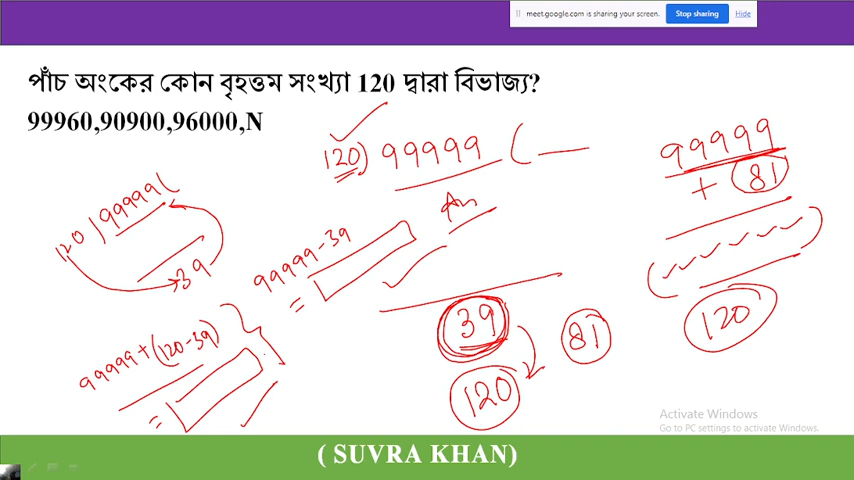 meet.google.com is sharing your screen. Stop sharing Hide
পাঁচ অংকের কোন বৃহত্তম সংখ্যা 120 দ্বারা বিভাজ্য?
99960,90900,96000,N
120) 99999 (
99999
+ 81
120
120) 99999 (
39
99999-39
=
Ans
39
81
120
99999+(120-39)
=
Activate Windows
Go to PC settings to activate Windows.
( SUVRA KHAN)